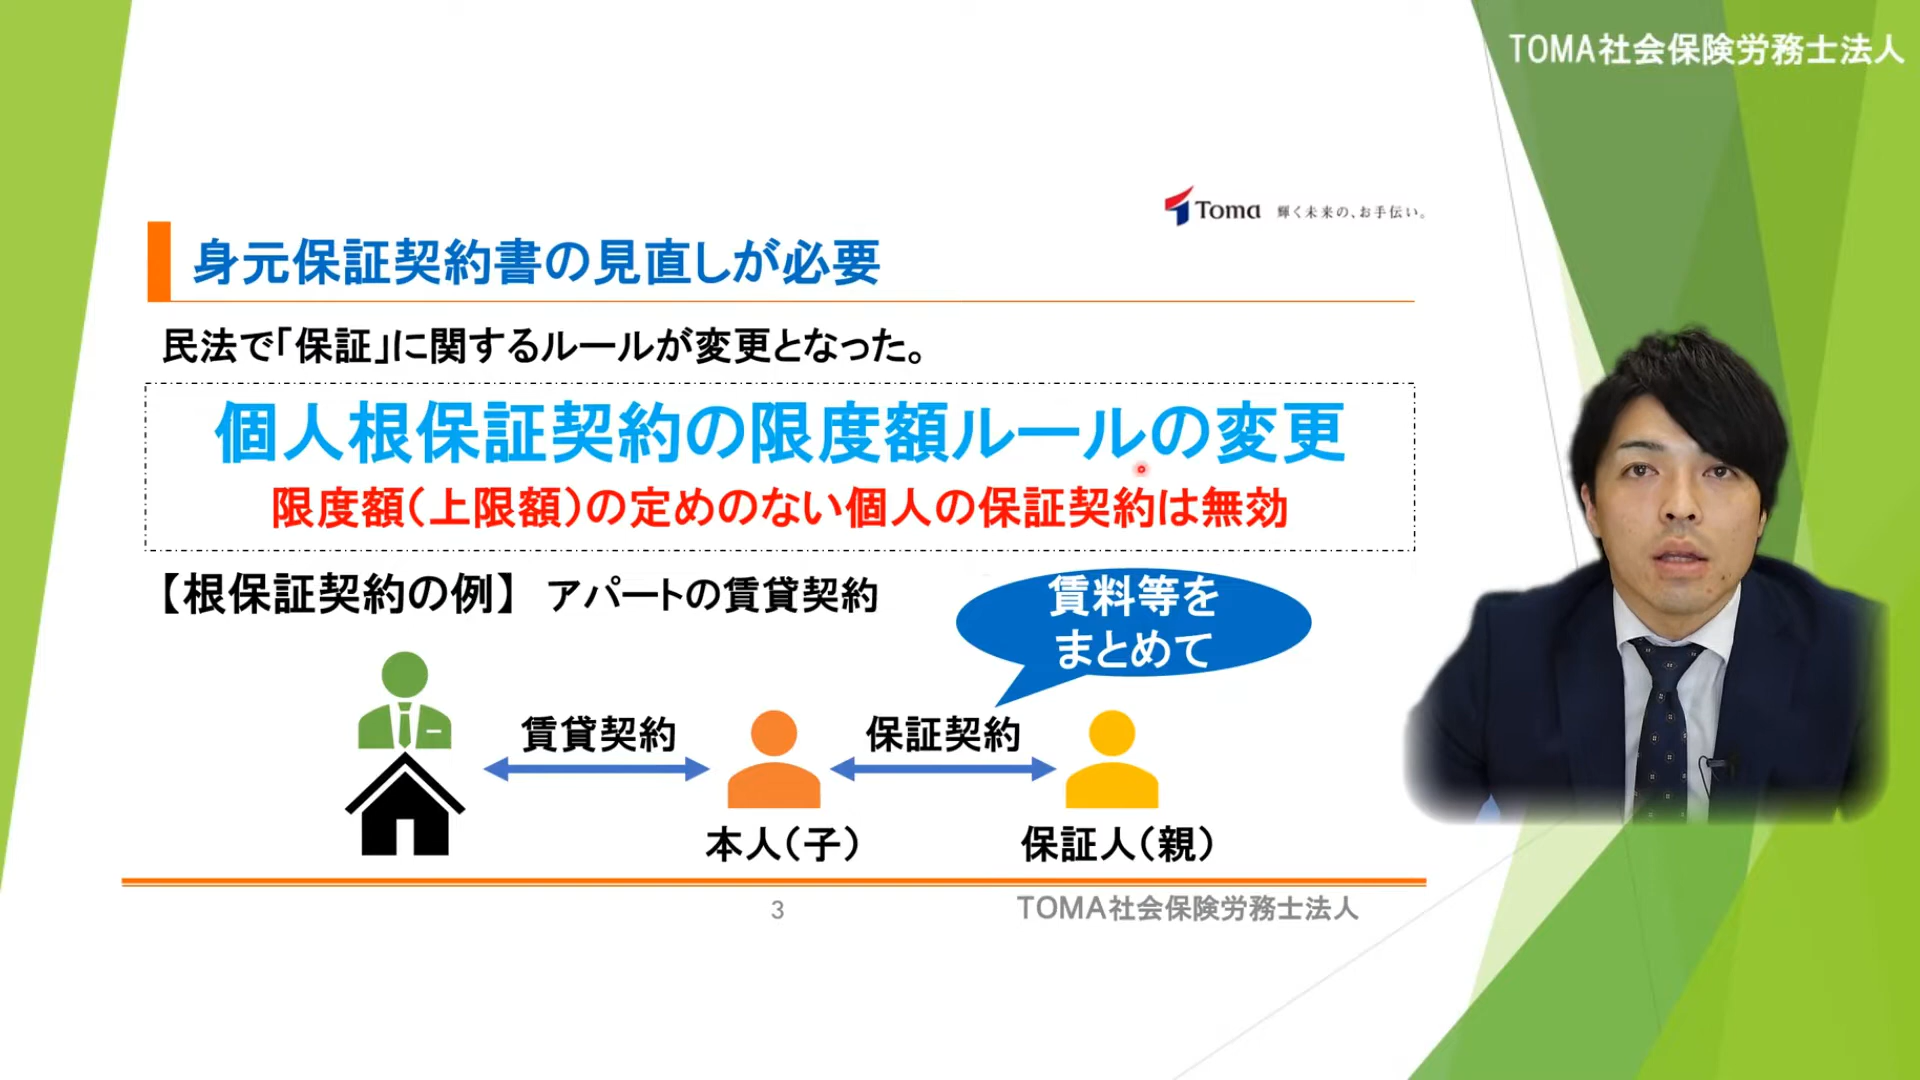 TOMA社会保険労務士法人
Toma 輝く未来の、お手伝い。
身元保証契約書の見直しが必要
民法で「保証」に関するルールが変更となった。
個人根保証契約の限度額ルールの変更
限度額(上限額)の定めのない個人の保証契約は無効
【根保証契約の例】 アパートの賃貸契約
賃料等を
まとめて
賃貸契約
保証契約
本人(子)
保証人(親)
3
TOMA社会保険労務士法人